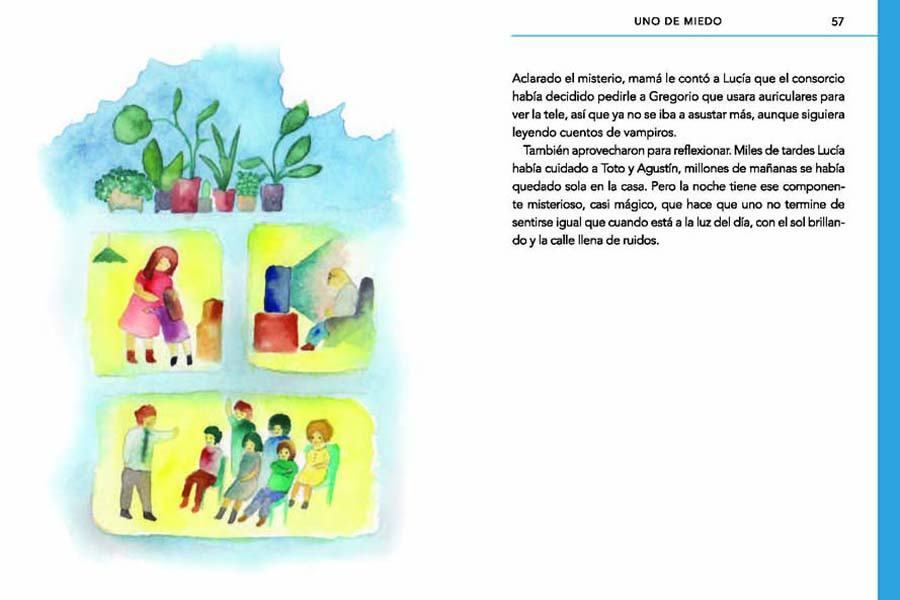 UNO DE MIEDO
57
Aclarado el misterio, mamá le contó a Lucía que el consorcio
había decidido pedirle a Gregorio que usara auriculares para
ver la tele, así que ya no se iba a asustar más, aunque siguiera
leyendo cuentos de vampiros.
También aprovecharon para reflexionar. Miles de tardes Lucía
había cuidado a Toto y Agustín, millones de mañanas se había
quedado sola en la casa. Pero la noche tiene ese componen-
te misterioso, casi mágico, que hace que uno no termine de
sentirse igual que cuando está a la luz del día, con el sol brillan-
do y la calle llena de ruidos.